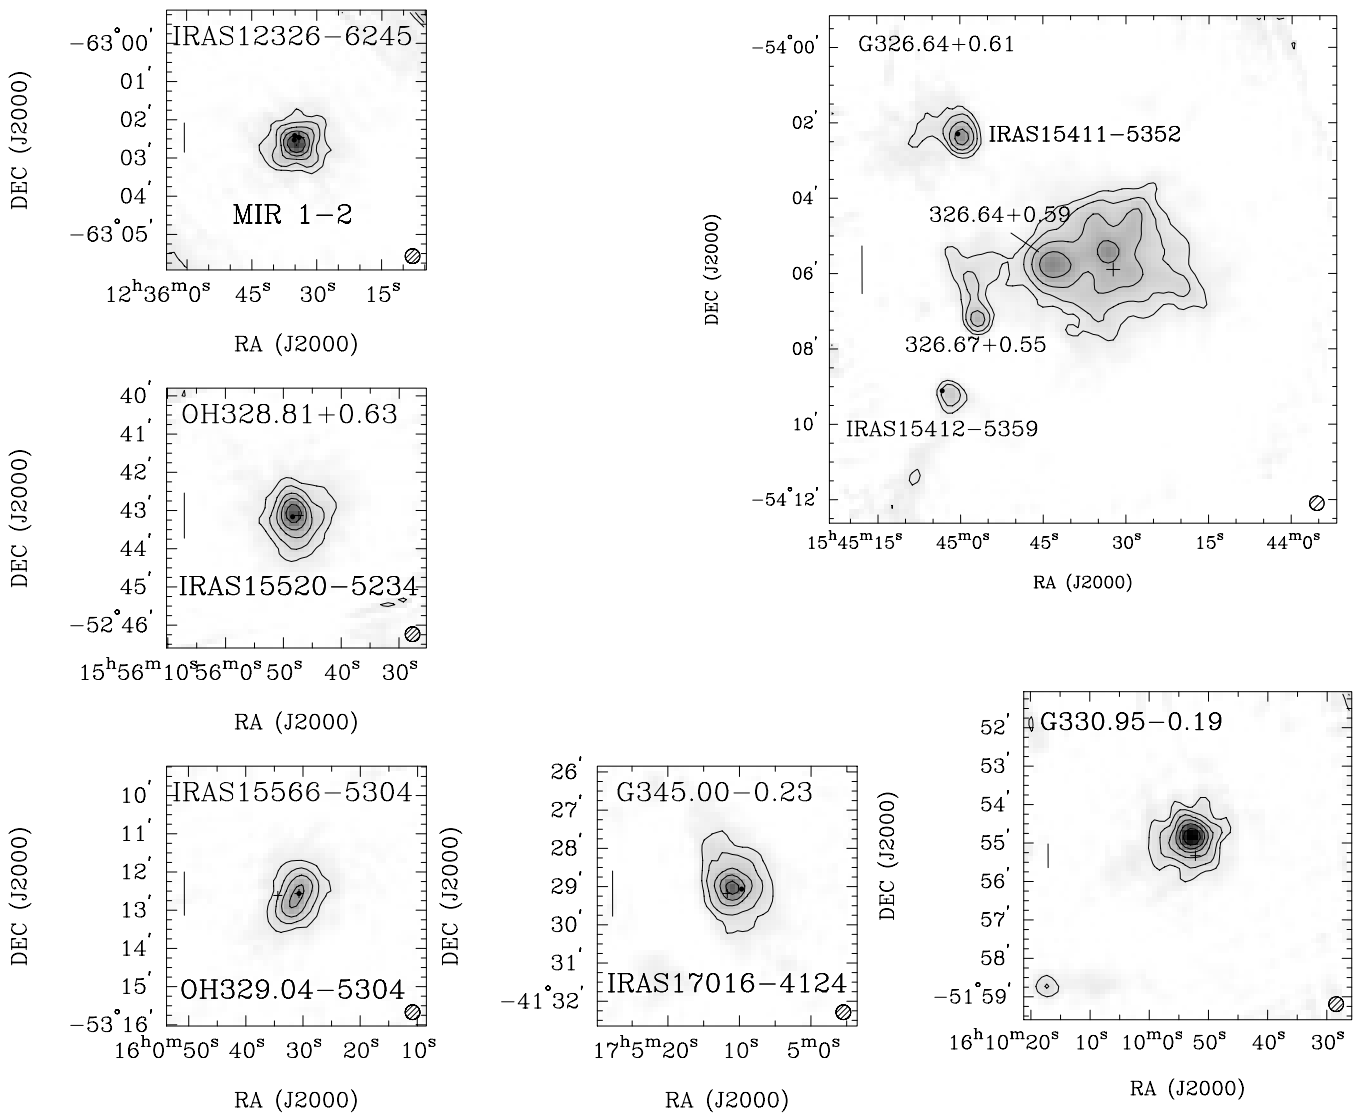 IRAS12326−6245
−63°00′
01′
02′
03′
04′
−63°05′
MIR 1−2
12ʰ36ᵐ0ˢ 45ˢ 30ˢ 15ˢ
RA (J2000)
DEC (J2000)
G326.64+0.61
−54°00′
02′
04′
06′
08′
10′
−54°12′
IRAS15411−5352
326.64+0.59
326.67+0.55
IRAS15412−5359
15ʰ45ᵐ15ˢ 45ᵐ0ˢ 45ˢ 30ˢ 15ˢ 44ᵐ0ˢ
RA (J2000)
DEC (J2000)
OH328.81+0.63
40′
41′
42′
43′
44′
45′
−52°46′
IRAS15520−5234
15ʰ56ᵐ10ˢ 56ᵐ0ˢ 50ˢ 40ˢ 30ˢ
RA (J2000)
DEC (J2000)
IRAS15566−5304
10′
11′
12′
13′
14′
15′
−53°16′
OH329.04−5304
16ʰ0ᵐ50ˢ 40ˢ 30ˢ 20ˢ 10ˢ
RA (J2000)
DEC (J2000)
G345.00−0.23
26′
27′
28′
29′
30′
31′
−41°32′
IRAS17016−4124
17ʰ5ᵐ20ˢ 10ˢ 5ᵐ0ˢ
RA (J2000)
DEC (J2000)
G330.95−0.19
52′
53′
54′
55′
56′
57′
58′
−51°59′
16ʰ10ᵐ20ˢ 10ᵐ0ˢ 50ˢ 40ˢ 30ˢ
RA (J2000)
DEC (J2000)